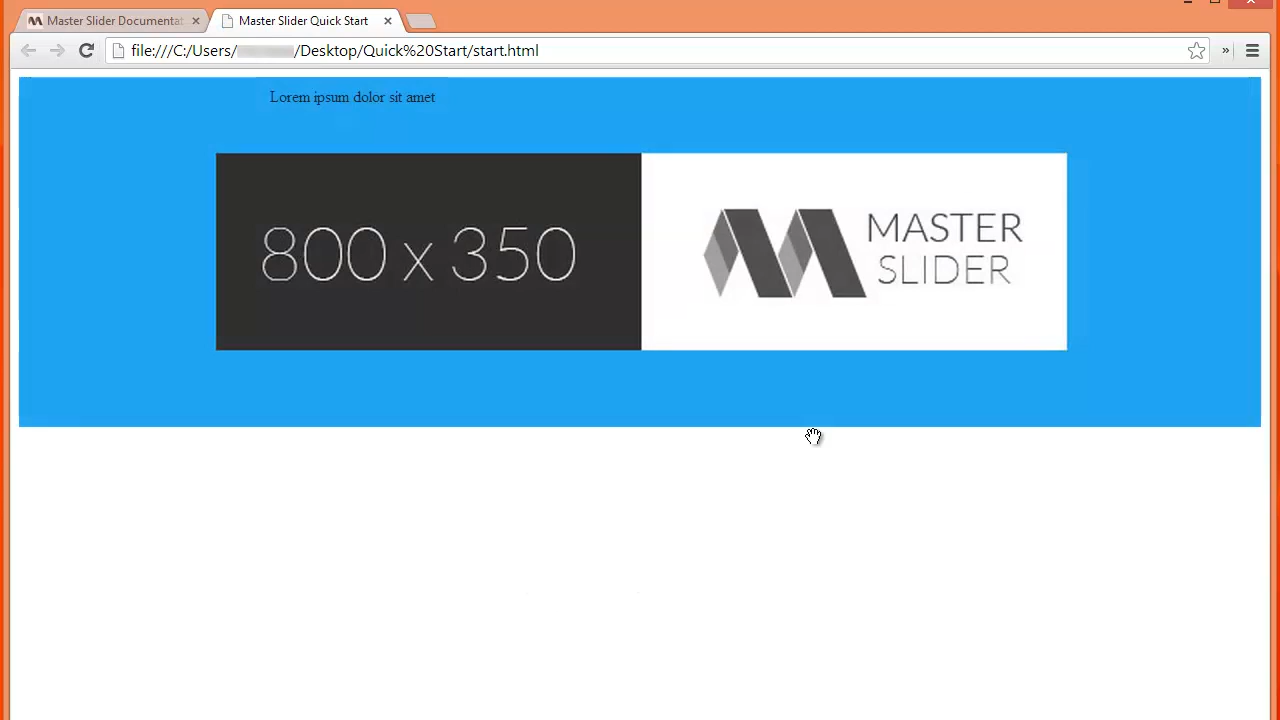 Master Slider Documentat
Master Slider Quick Start
file:///C:/Users/ /Desktop/Quick%20Start/start.html
Lorem ipsum dolor sit amet
800 x 350
MASTER
SLIDER